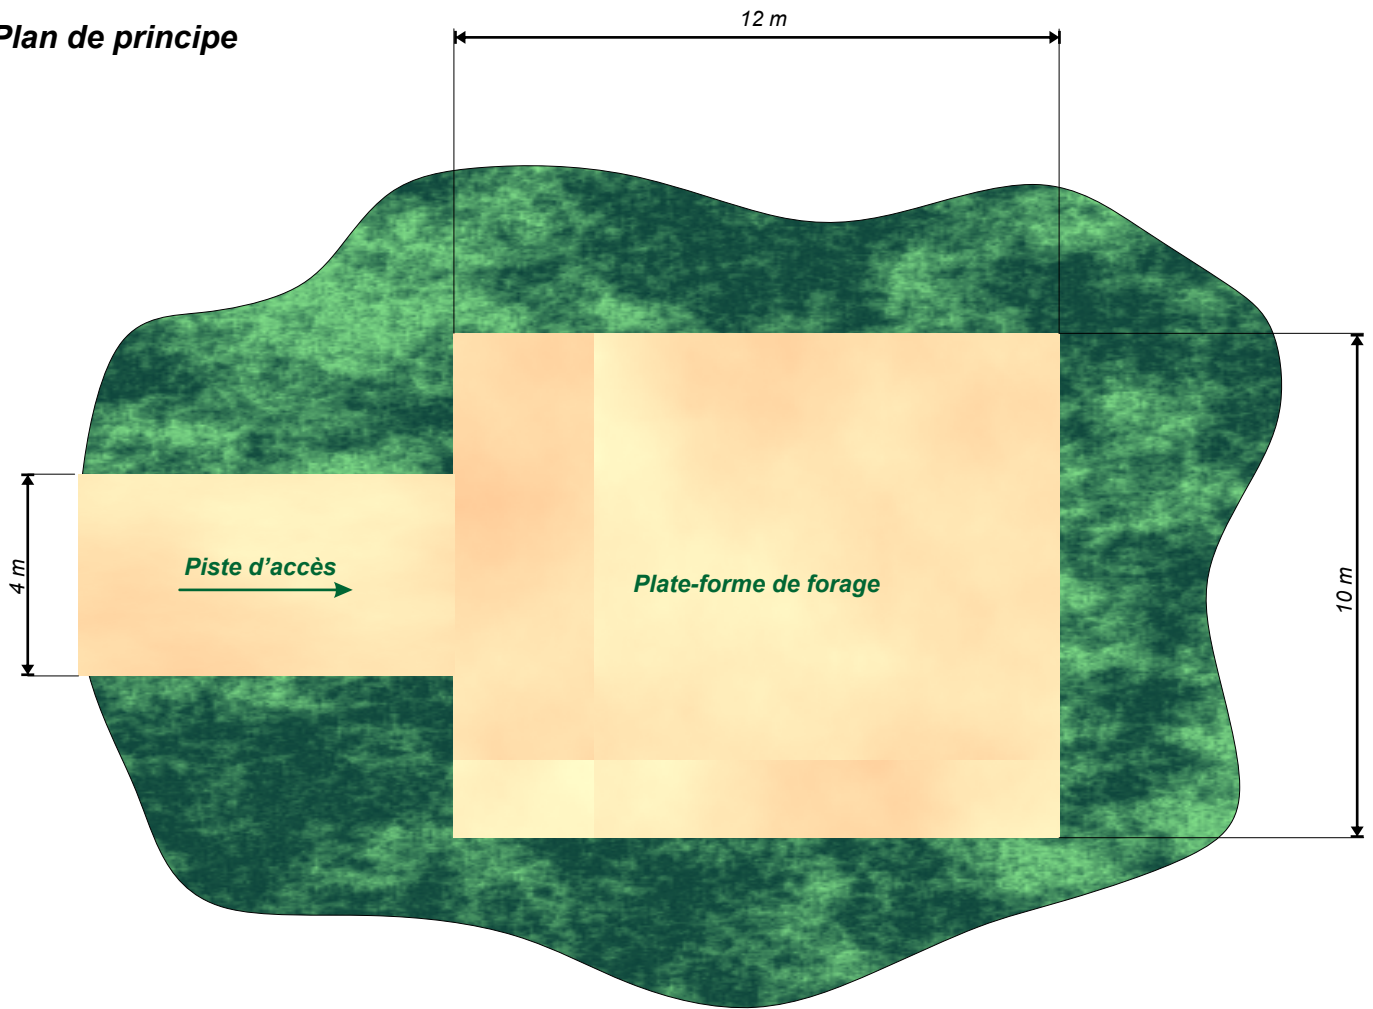 Plan de principe
12 m
4 m
Piste d’accès
Plate-forme de forage
10 m